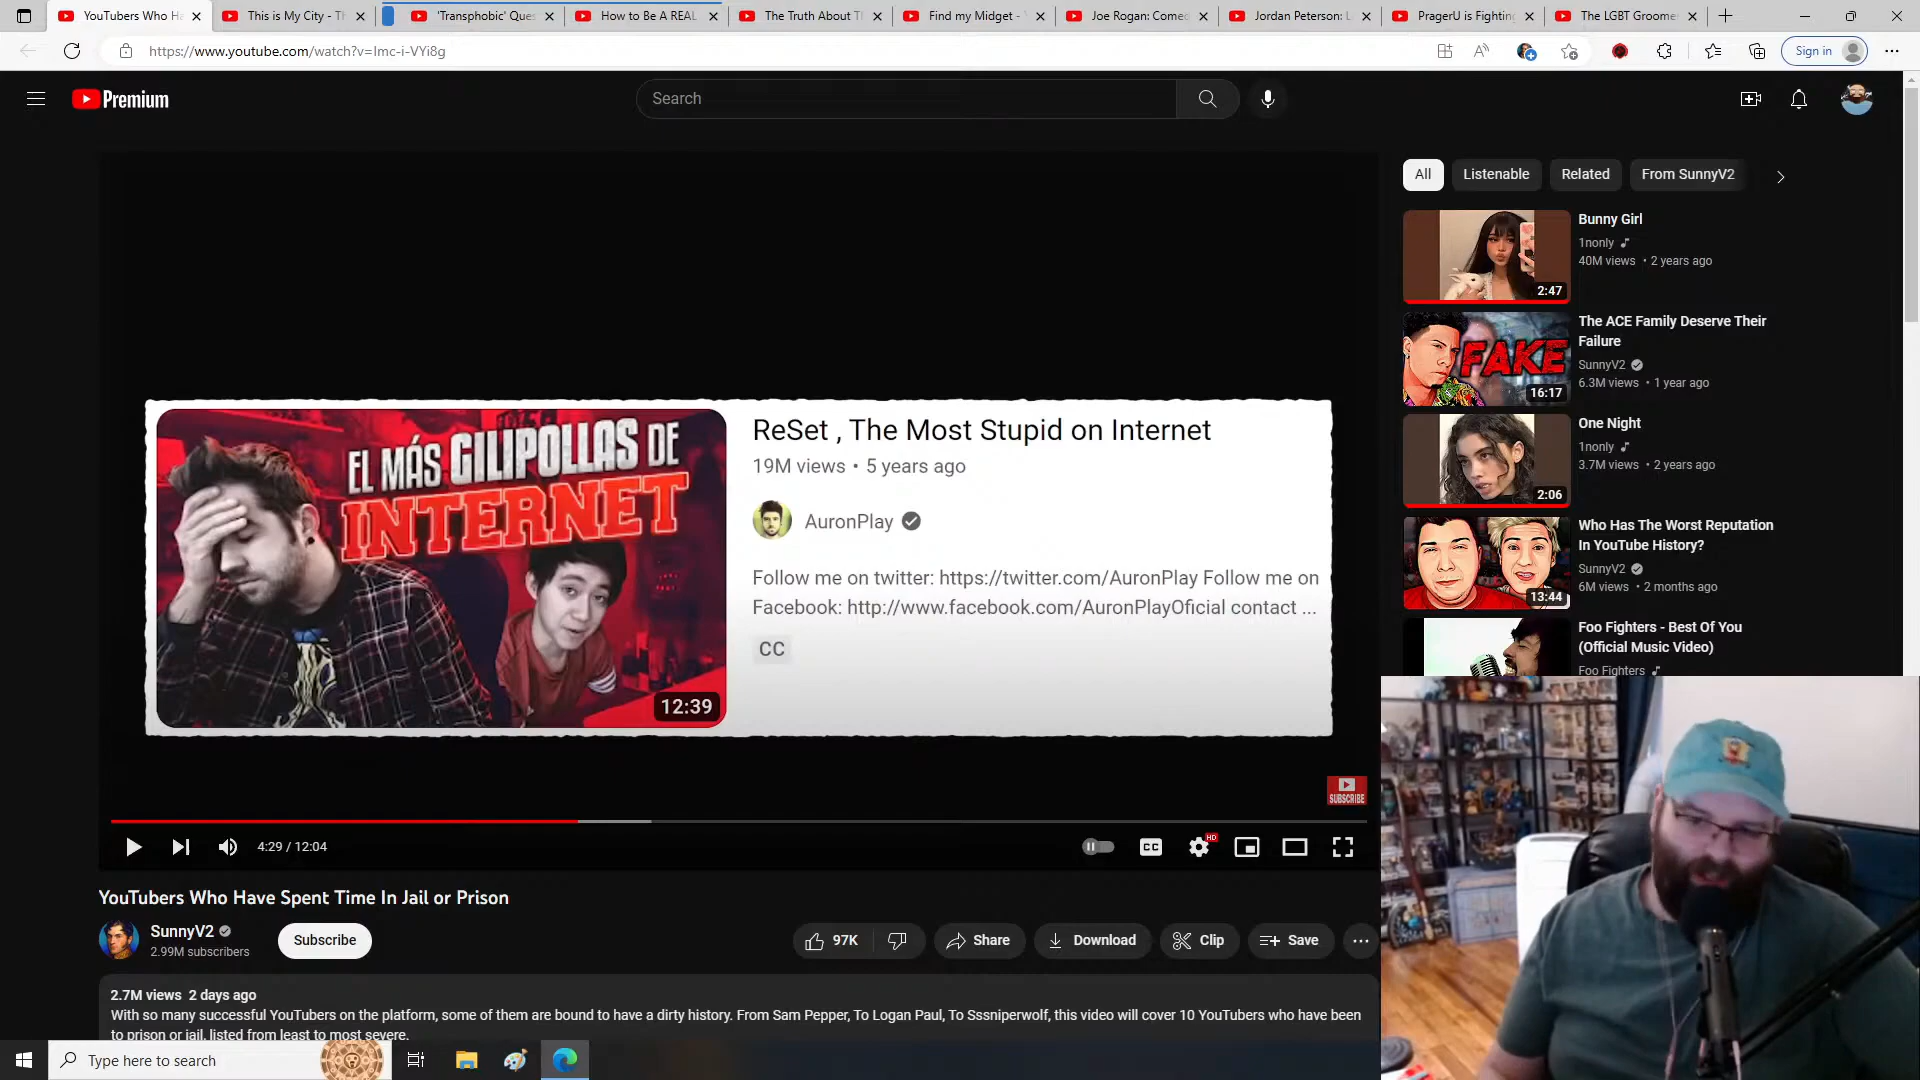 YouTubers Who Ha
This is My City - Th
'Transphobic' Ques
How to Be A REAL
The Truth About Th
Find my Midget - Y
Joe Rogan: Comed
Jordan Peterson: L
PragerU is Fighting
The LGBT Groome
https://www.youtube.com/watch?v=Imc-i-VYi8g
Sign in
Premium
Search
All
Listenable
Related
From SunnyV2
Bunny Girl
1nonly
40M views • 2 years ago
2:47
The ACE Family Deserve Their
Failure
SunnyV2
6.3M views • 1 year ago
FAKE
16:17
One Night
1nonly
3.7M views • 2 years ago
2:06
Who Has The Worst Reputation
In YouTube History?
SunnyV2
6M views • 2 months ago
13:44
Foo Fighters - Best Of You
(Official Music Video)
Foo Fighters
EL MÁS GILIPOLLAS DE
INTERNET
12:39
ReSet , The Most Stupid on Internet
19M views • 5 years ago
AuronPlay
Follow me on twitter: https://twitter.com/AuronPlay Follow me on
Facebook: http://www.facebook.com/AuronPlayOficial contact ...
CC
SUBSCRIBE
4:29 / 12:04
CC
HD
YouTubers Who Have Spent Time In Jail or Prison
SunnyV2
2.99M subscribers
Subscribe
97K
Share
Download
Clip
Save
2.7M views 2 days ago
With so many successful YouTubers on the platform, some of them are bound to have a dirty history. From Sam Pepper, To Logan Paul, To Sssniperwolf, this video will cover 10 YouTubers who have been
to prison or jail, listed from least to most severe.
Type here to search